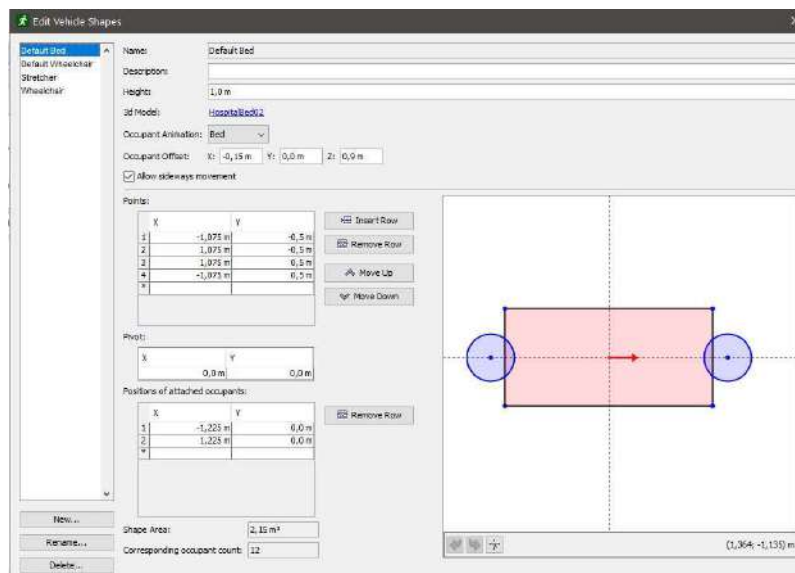 Edit Vehicle Shapes
Default Bed
Default Wheelchair
Stretcher
Wheelchair
New...
Rename...
Delete...
Name: Default Bed
Description:
Height: 1,0 m
3d Model: HospitalBed02
Occupant Animation: Bed
Occupant Offset: X: -0,15 m Y: 0,0 m Z: 0,9 m
Allow sideways movement
Points:
X Y
1 -1,075 m -0,5 m
2 1,075 m -0,5 m
3 1,075 m 0,5 m
4 -1,075 m 0,5 m
*
Insert Row
Remove Row
Move Up
Move Down
Pivot:
X Y
0,0 m 0,0 m
Positions of attached occupants:
X Y
1 -1,225 m 0,0 m
2 1,225 m 0,0 m
*
Remove Row
Shape Area: 2,15 m²
Corresponding occupant count: 12
(1,364; -1,135) m